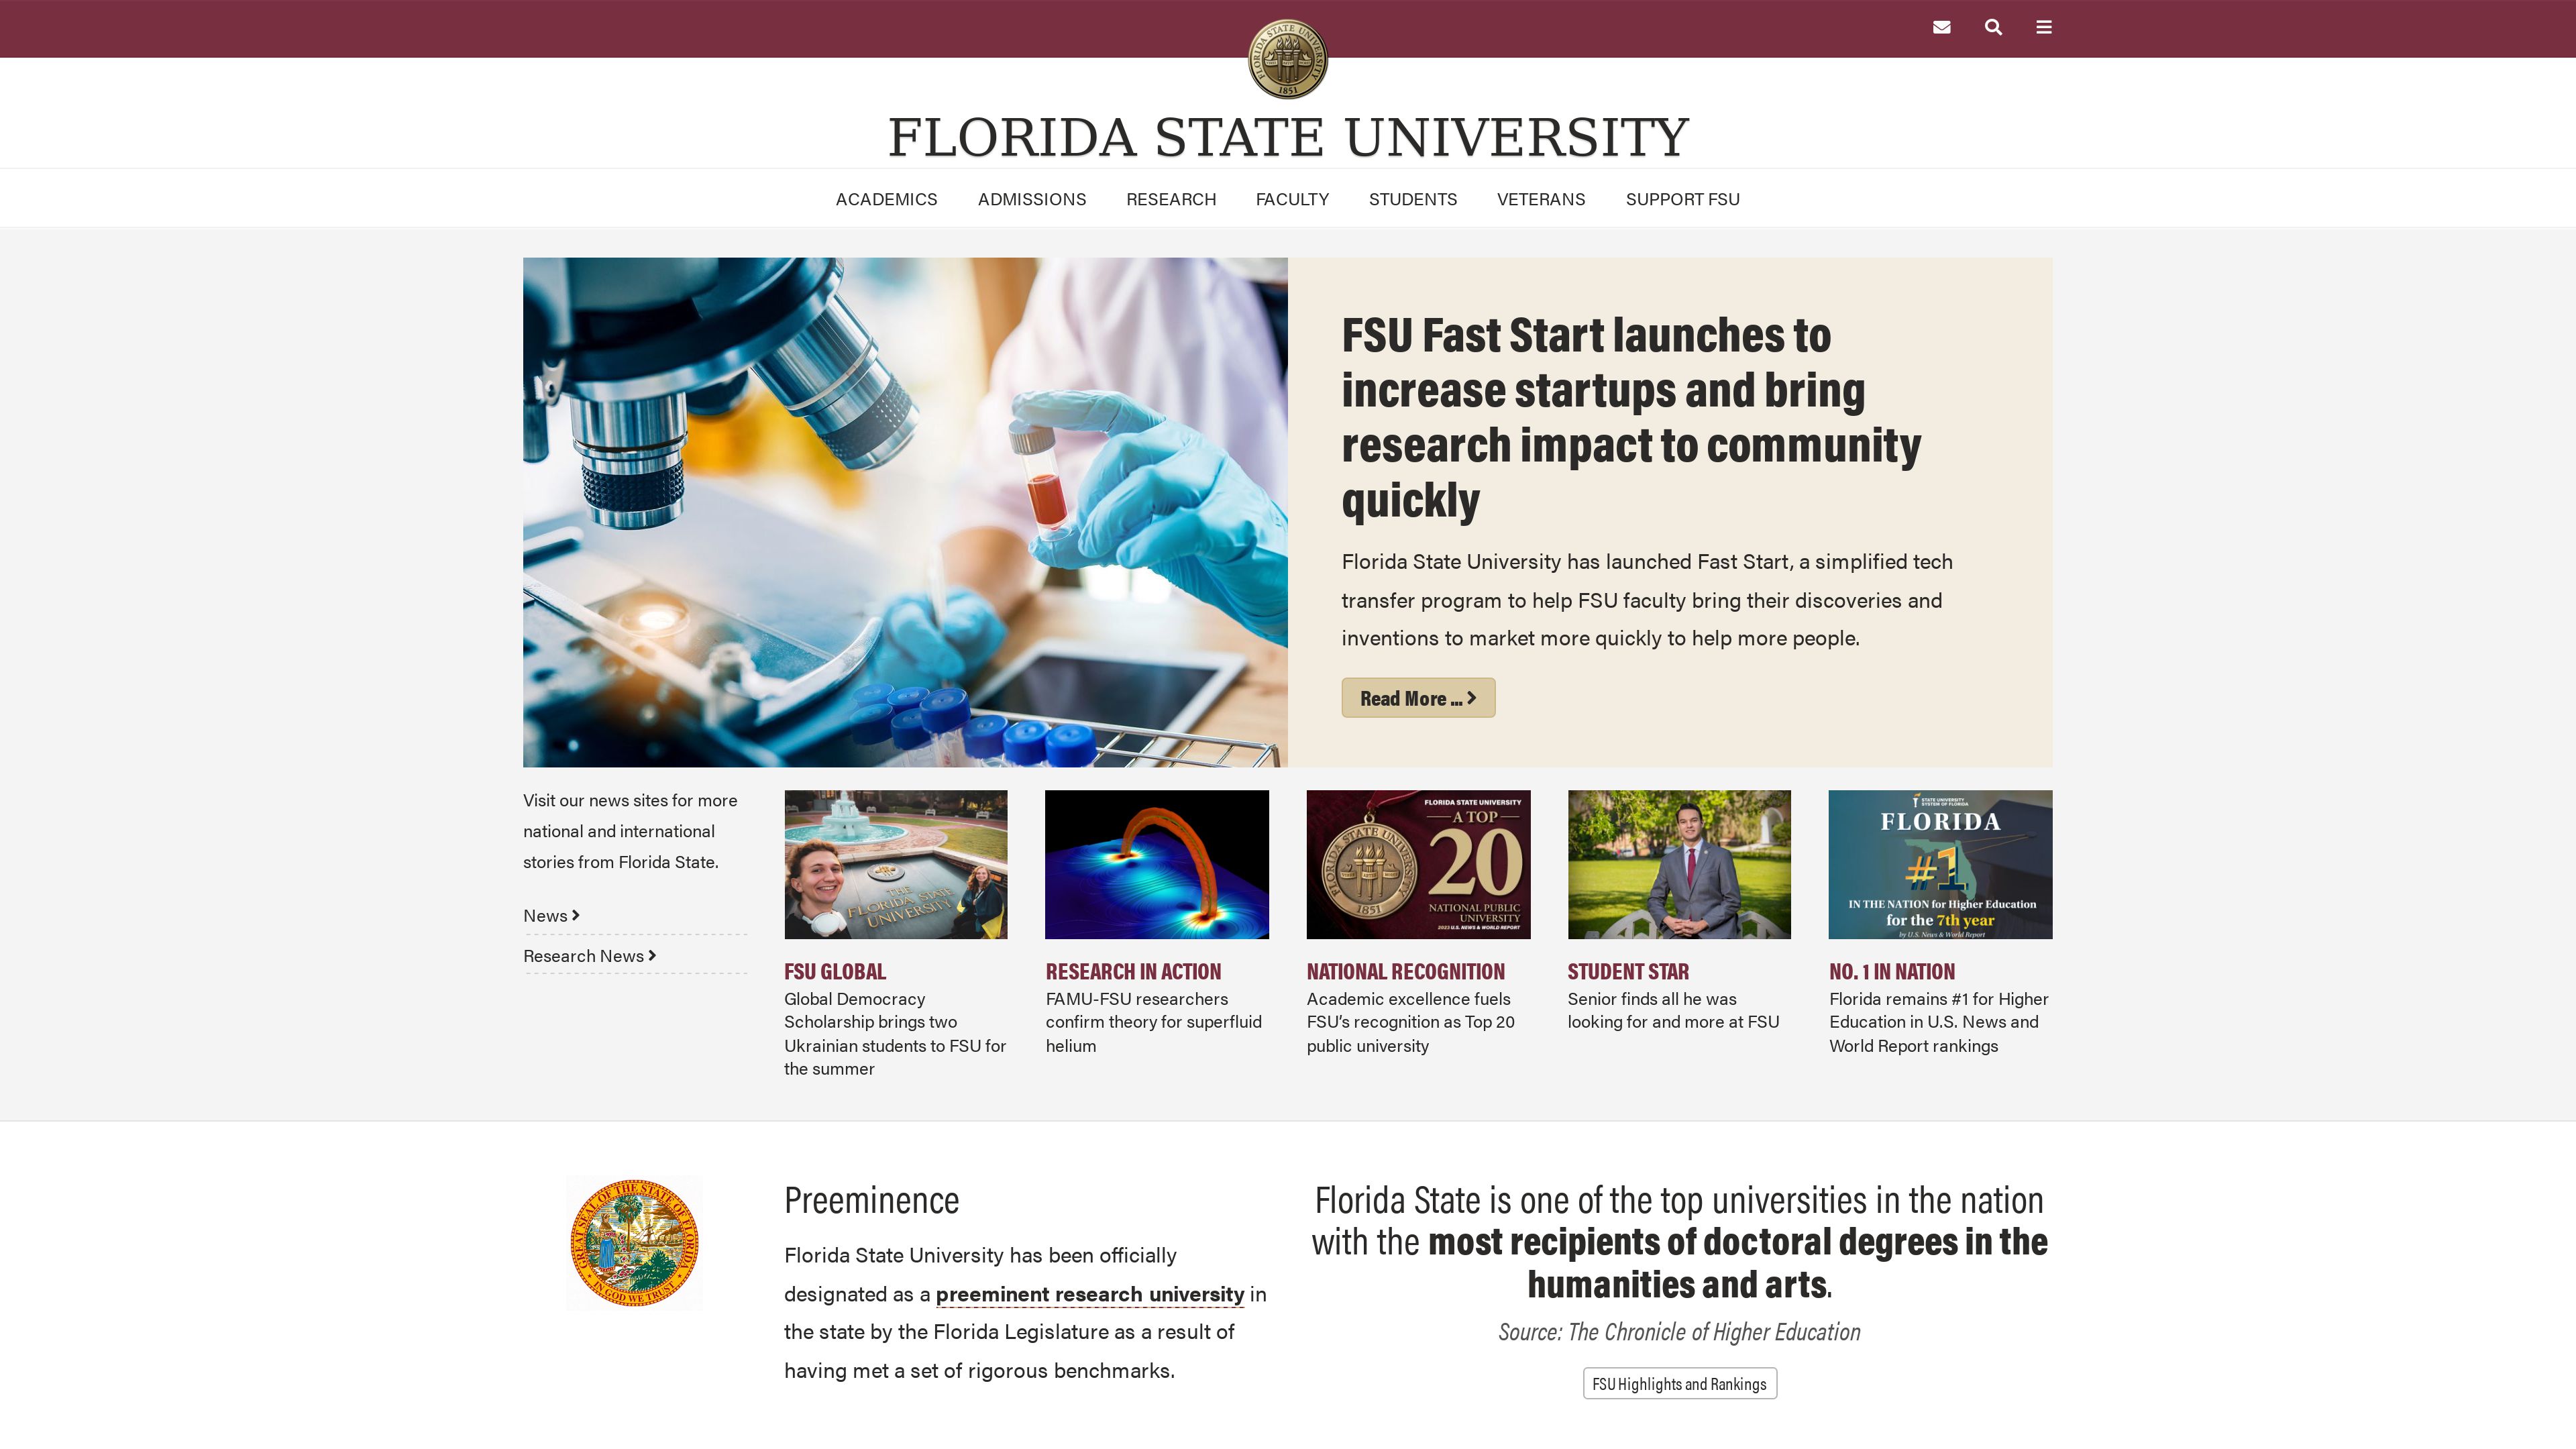 FLORIDA STATE UNIVERSITY
1851
FLORIDA STATE UNIVERSITY
ACADEMICS
ADMISSIONS
RESEARCH
FACULTY
STUDENTS
VETERANS
SUPPORT FSU
FSU Fast Start launches to
increase startups and bring
research impact to community
quickly
Florida State University has launched Fast Start, a simplified tech
transfer program to help FSU faculty bring their discoveries and
inventions to market more quickly to help more people.
Read More ...
Visit our news sites for more
national and international
stories from Florida State.
News
Research News
THE
FLORIDA STATE
UNIVERSITY
FSU GLOBAL
Global Democracy
Scholarship brings two
Ukrainian students to FSU for
the summer
RESEARCH IN ACTION
FAMU-FSU researchers
confirm theory for superfluid
helium
FLORIDA STATE UNIVERSITY
1851
FLORIDA STATE UNIVERSITY
A TOP
20
NATIONAL PUBLIC
UNIVERSITY
2023 U.S. NEWS & WORLD REPORT
NATIONAL RECOGNITION
Academic excellence fuels
FSU’s recognition as Top 20
public university
STUDENT STAR
Senior finds all he was
looking for and more at FSU
STATE UNIVERSITY
SYSTEM OF FLORIDA
FLORIDA
#1
IN THE NATION for Higher Education
for the 7th year
by U.S. News & World Report
NO. 1 IN NATION
Florida remains #1 for Higher
Education in U.S. News and
World Report rankings
GREAT SEAL OF THE STATE OF FLORIDA
IN GOD WE TRUST
Preeminence
Florida State University has been officially
designated as a preeminent research university in
the state by the Florida Legislature as a result of
having met a set of rigorous benchmarks.
Florida State is one of the top universities in the nation
with the most recipients of doctoral degrees in the
humanities and arts.
Source: The Chronicle of Higher Education
FSU Highlights and Rankings